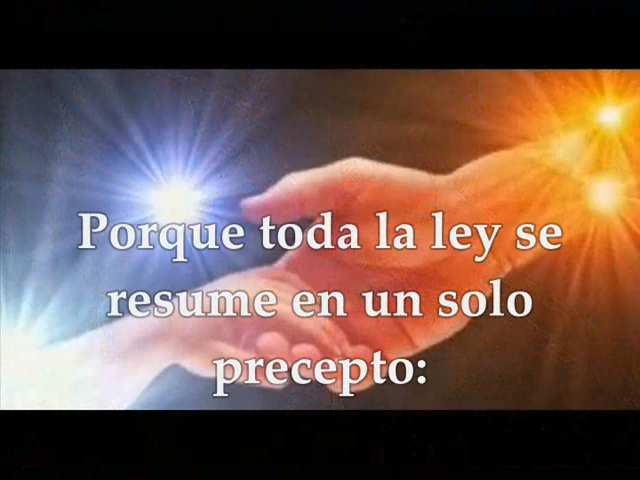 Porque toda la ley se
resume en un solo
precepto: